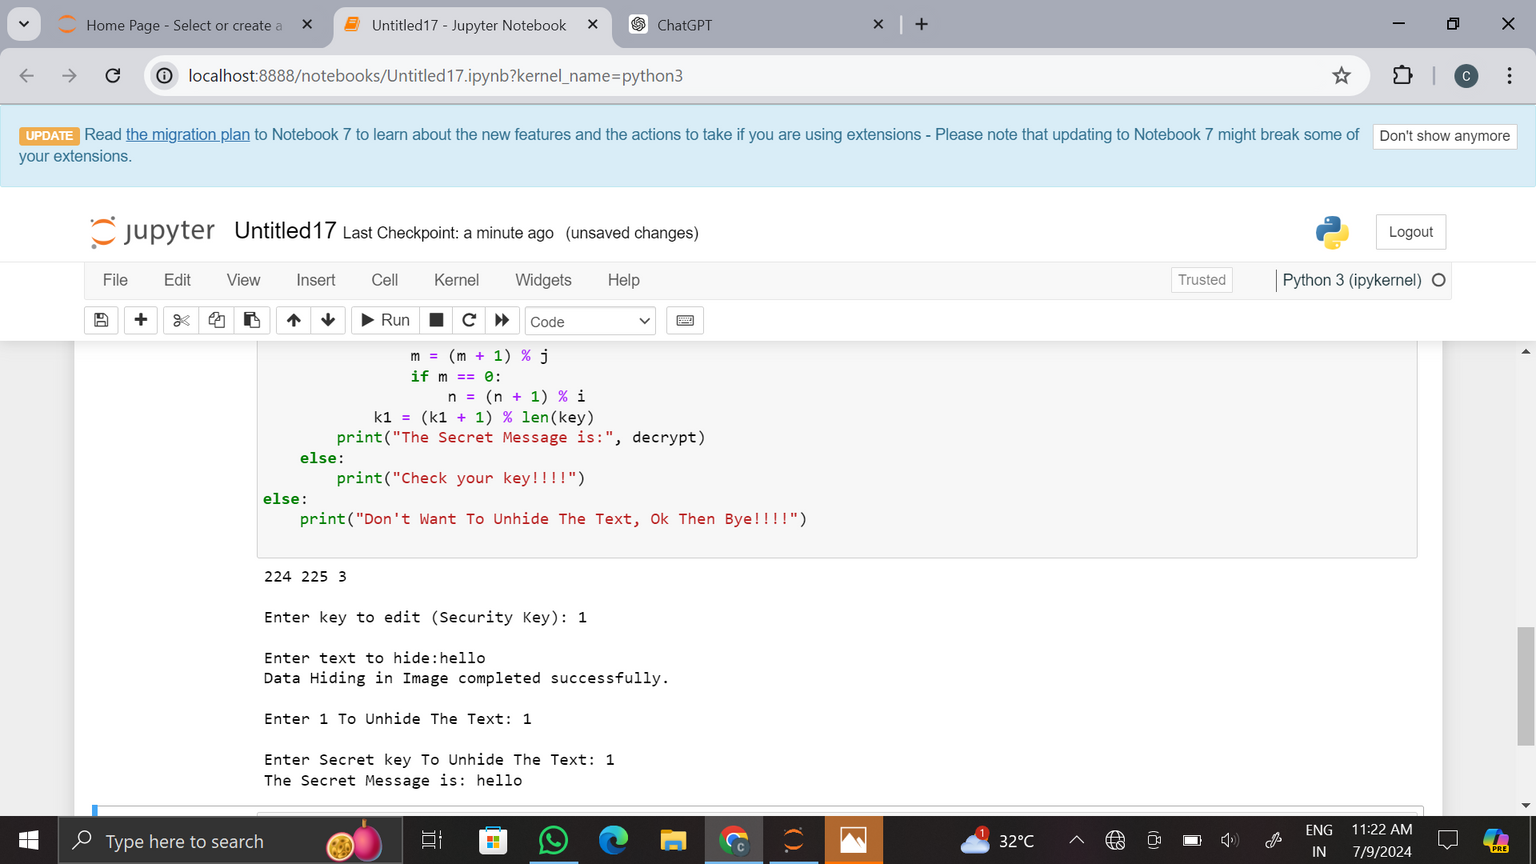 Home Page - Select or create a
Untitled17 - Jupyter Notebook
ChatGPT
localhost:8888/notebooks/Untitled17.ipynb?kernel_name=python3
C
UPDATE Read the migration plan to Notebook 7 to learn about the new features and the actions to take if you are using extensions - Please note that updating to Notebook 7 might break some of
your extensions.
Don't show anymore
jupyter Untitled17 Last Checkpoint: a minute ago (unsaved changes)
Logout
File Edit View Insert Cell Kernel Widgets Help
Trusted
Python 3 (ipykernel)
Run
Code
m = (m + 1) % j
if m == 0:
n = (n + 1) % i
k1 = (k1 + 1) % len(key)
print("The Secret Message is:", decrypt)
else:
print("Check your key!!!!")
else:
print("Don't Want To Unhide The Text, Ok Then Bye!!!!")
224 225 3
Enter key to edit (Security Key): 1
Enter text to hide:hello
Data Hiding in Image completed successfully.
Enter 1 To Unhide The Text: 1
Enter Secret key To Unhide The Text: 1
The Secret Message is: hello
Type here to search
C
1
32°C
ENG
IN
11:22 AM
7/9/2024
PRE